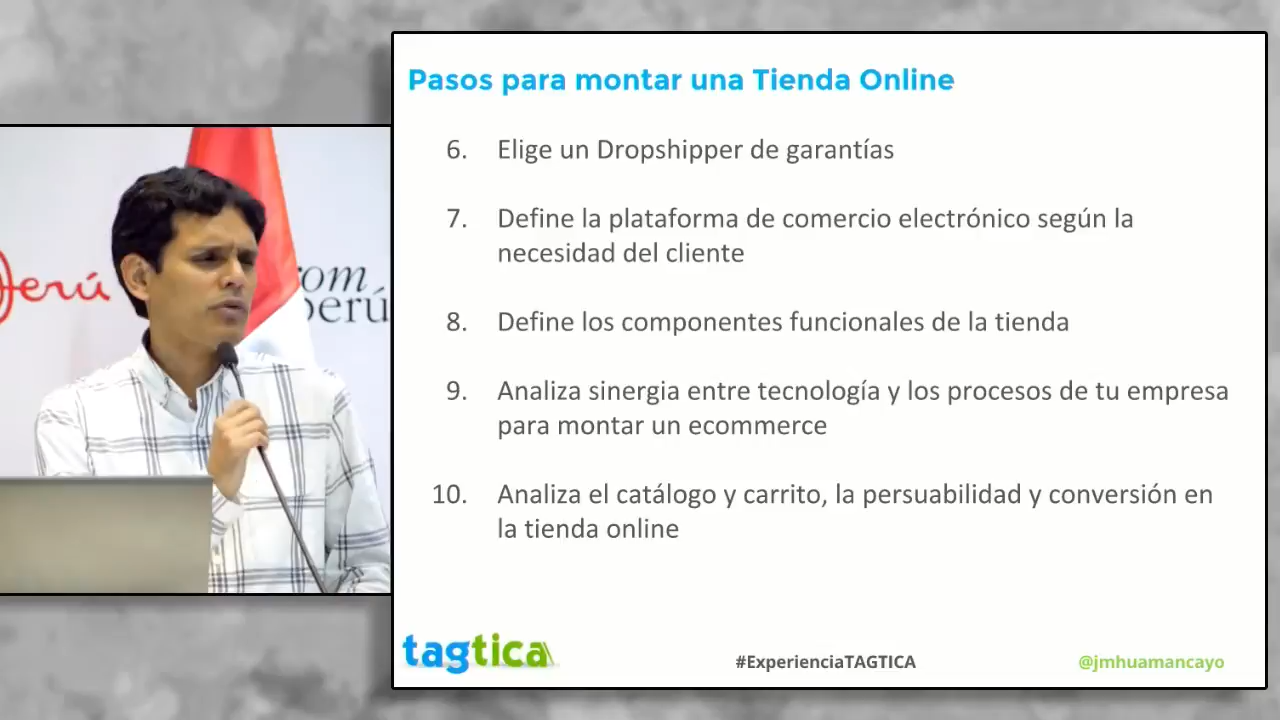 Pasos para montar una Tienda Online
6. Elige un Dropshipper de garantías
7. Define la plataforma de comercio electrónico según la
necesidad del cliente
8. Define los componentes funcionales de la tienda
9. Analiza sinergia entre tecnología y los procesos de tu empresa
para montar un ecommerce
10. Analiza el catálogo y carrito, la persuabilidad y conversión en
la tienda online
erú
perú
tagtica
#ExperienciaTAGTICA
@jmhuamancayo